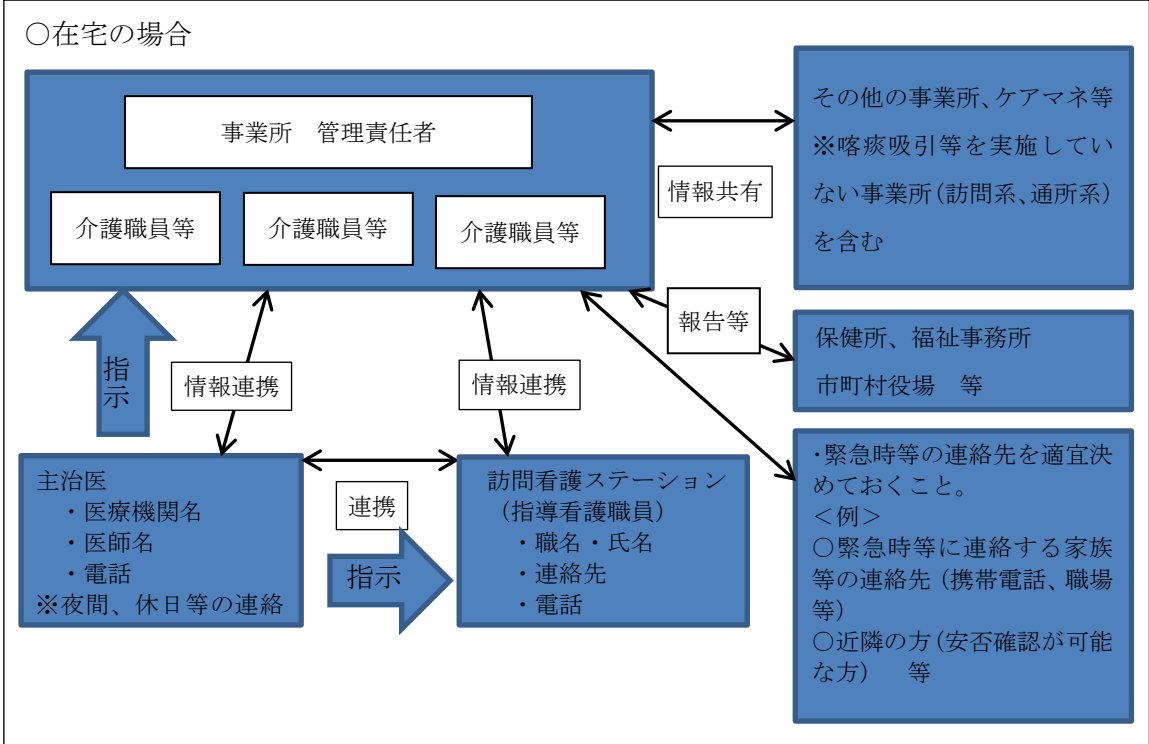 ○在宅の場合
事業所　管理責任者
介護職員等
介護職員等
介護職員等
情報共有
その他の事業所、ケアマネ等
※喀痰吸引等を実施してい
ない事業所(訪問系、通所系)
を含む
報告等
保健所、福祉事務所
市町村役場　等
指示
情報連携
情報連携
主治医
・医療機関名
・医師名
・電話
※夜間、休日等の連絡
連携
指示
訪問看護ステーション
(指導看護職員)
・職名・氏名
・連絡先
・電話
・緊急時等の連絡先を適宜決
めておくこと。
＜例＞
○緊急時等に連絡する家族
等の連絡先(携帯電話、職場
等)
○近隣の方(安否確認が可能
な方)　等